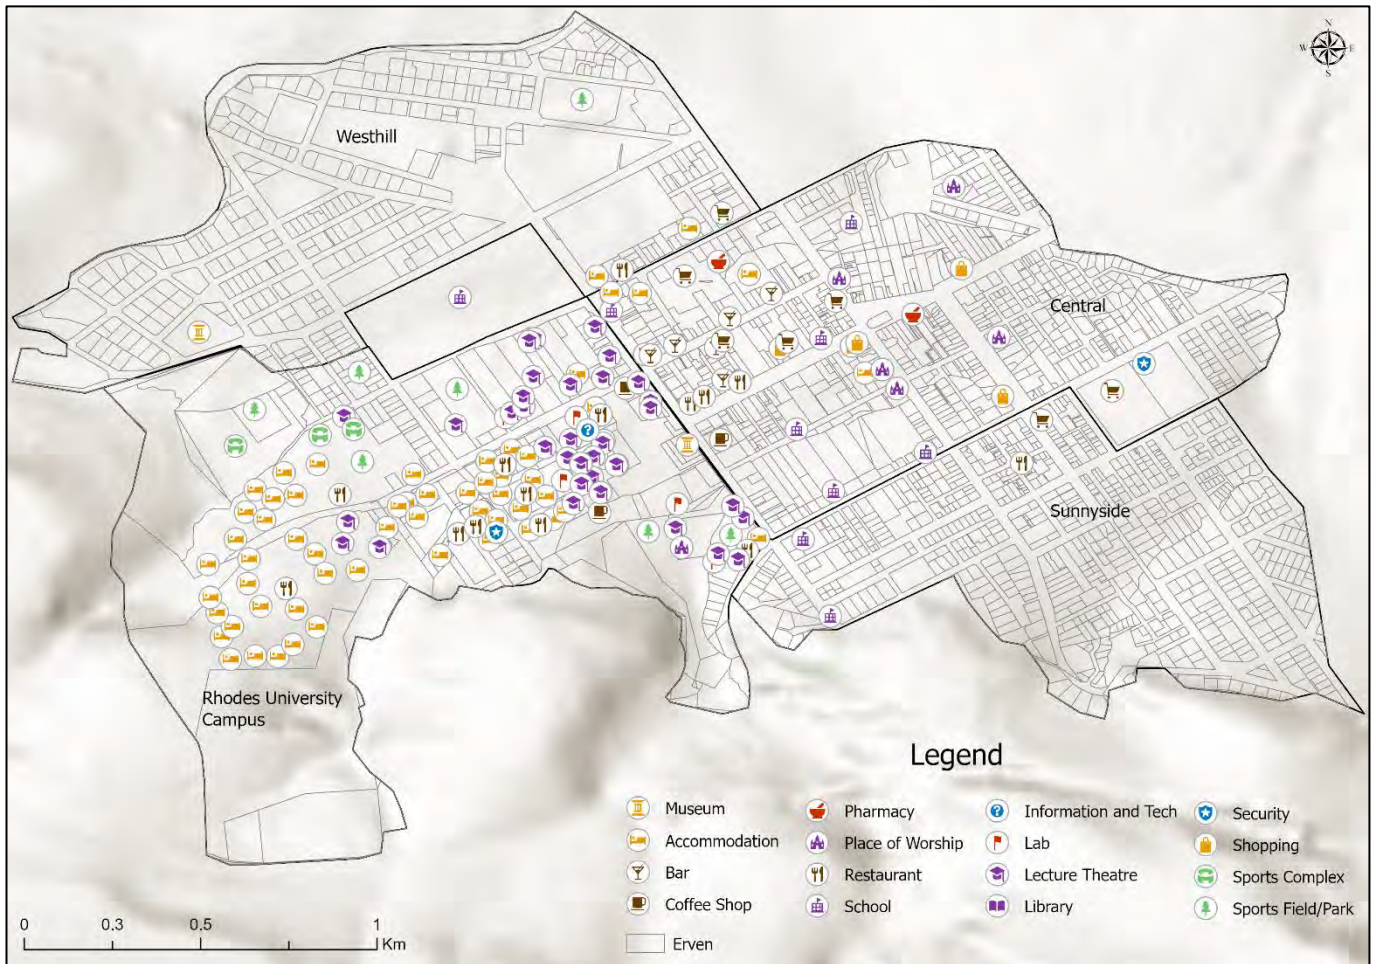 N
W E
S
Westhill
Central
Sunnyside
Rhodes University
Campus
Legend
Museum
Accommodation
Bar
Coffee Shop
Pharmacy
Place of Worship
Restaurant
School
Information and Tech
Lab
Lecture Theatre
Library
Security
Shopping
Sports Complex
Sports Field/Park
Erven
0 0.3 0.5 1
Km